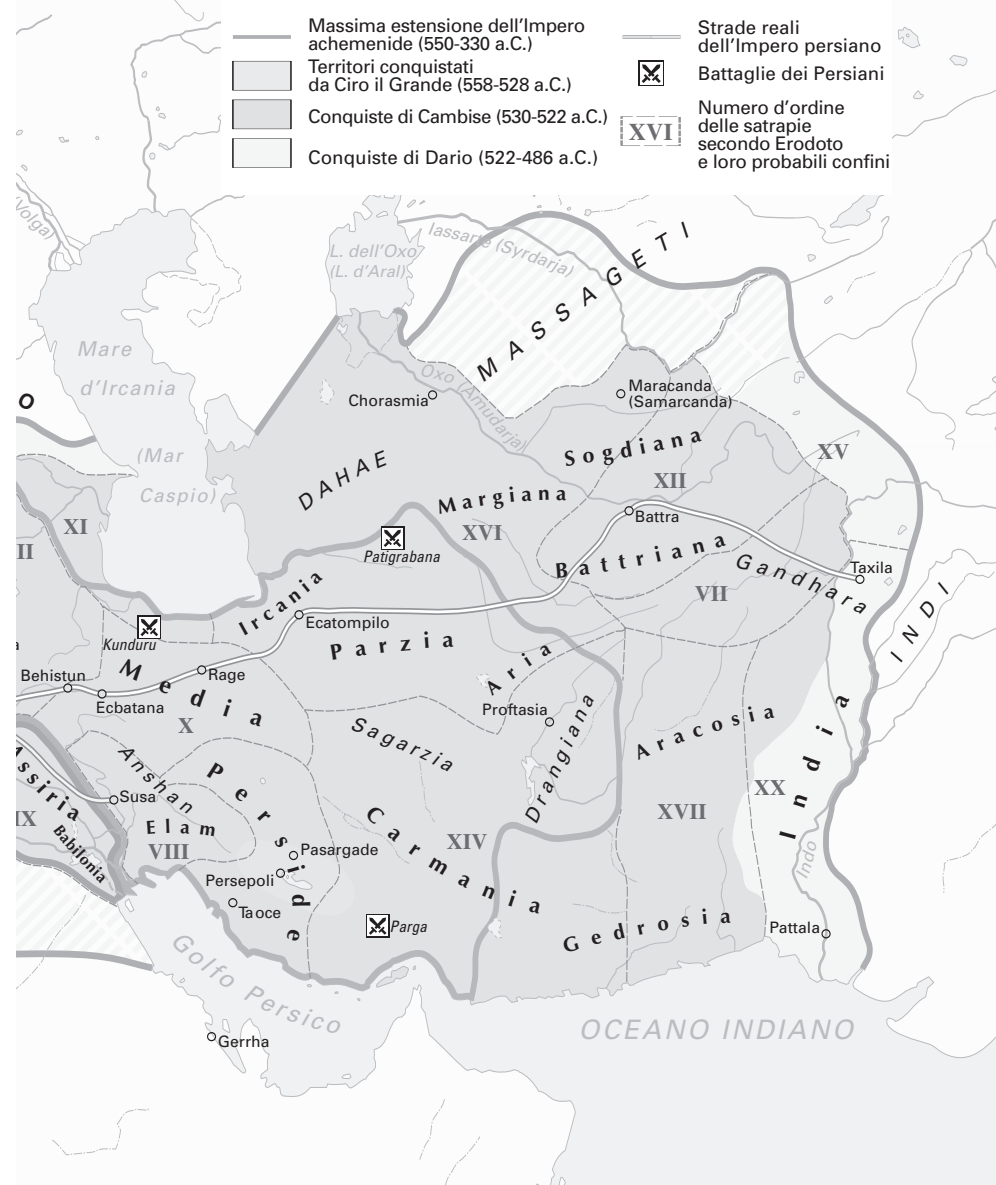 Massima estensione dell'Impero
achemenide (550-330 a.C.)
Territori conquistati
da Ciro il Grande (558-528 a.C.)
Conquiste di Cambise (530-522 a.C.)
Conquiste di Dario (522-486 a.C.)
Strade reali
dell'Impero persiano
Battaglie dei Persiani
XVI
Numero d'ordine
delle satrapie
secondo Erodoto
e loro probabili confini
Volga
Iassarte (Syrdarja)
L. dell'Oxo
(L. d'Aral)
MASSAGETI
Mare
d'Ircania
(Mar
Caspio)
O
Oxo (Amudarja)
Chorasmia
Maracanda
(Samarcanda)
DAHAE
Sogdiana
XV
XII
Margiana
XVI
Battra
XI
II
Patigrabana
Battriana
Gandhara
Taxila
VII
Ircania
Ecatompilo
INDI
Kunduru
Parzia
Aria
Behistun
Media
Rage
Ecbatana
Proftasia
X
Sagarzia
Drangiana
Aracosia
India
Anshan
Assiria
Susa
Perside
XX
IX
Elam
Carmania
XVII
Babilonia
VIII
XIV
Pasargade
Indo
Persepoli
Taoce
Parga
Gedrosia
Pattala
Golfo Persico
OCEANO INDIANO
Gerrha